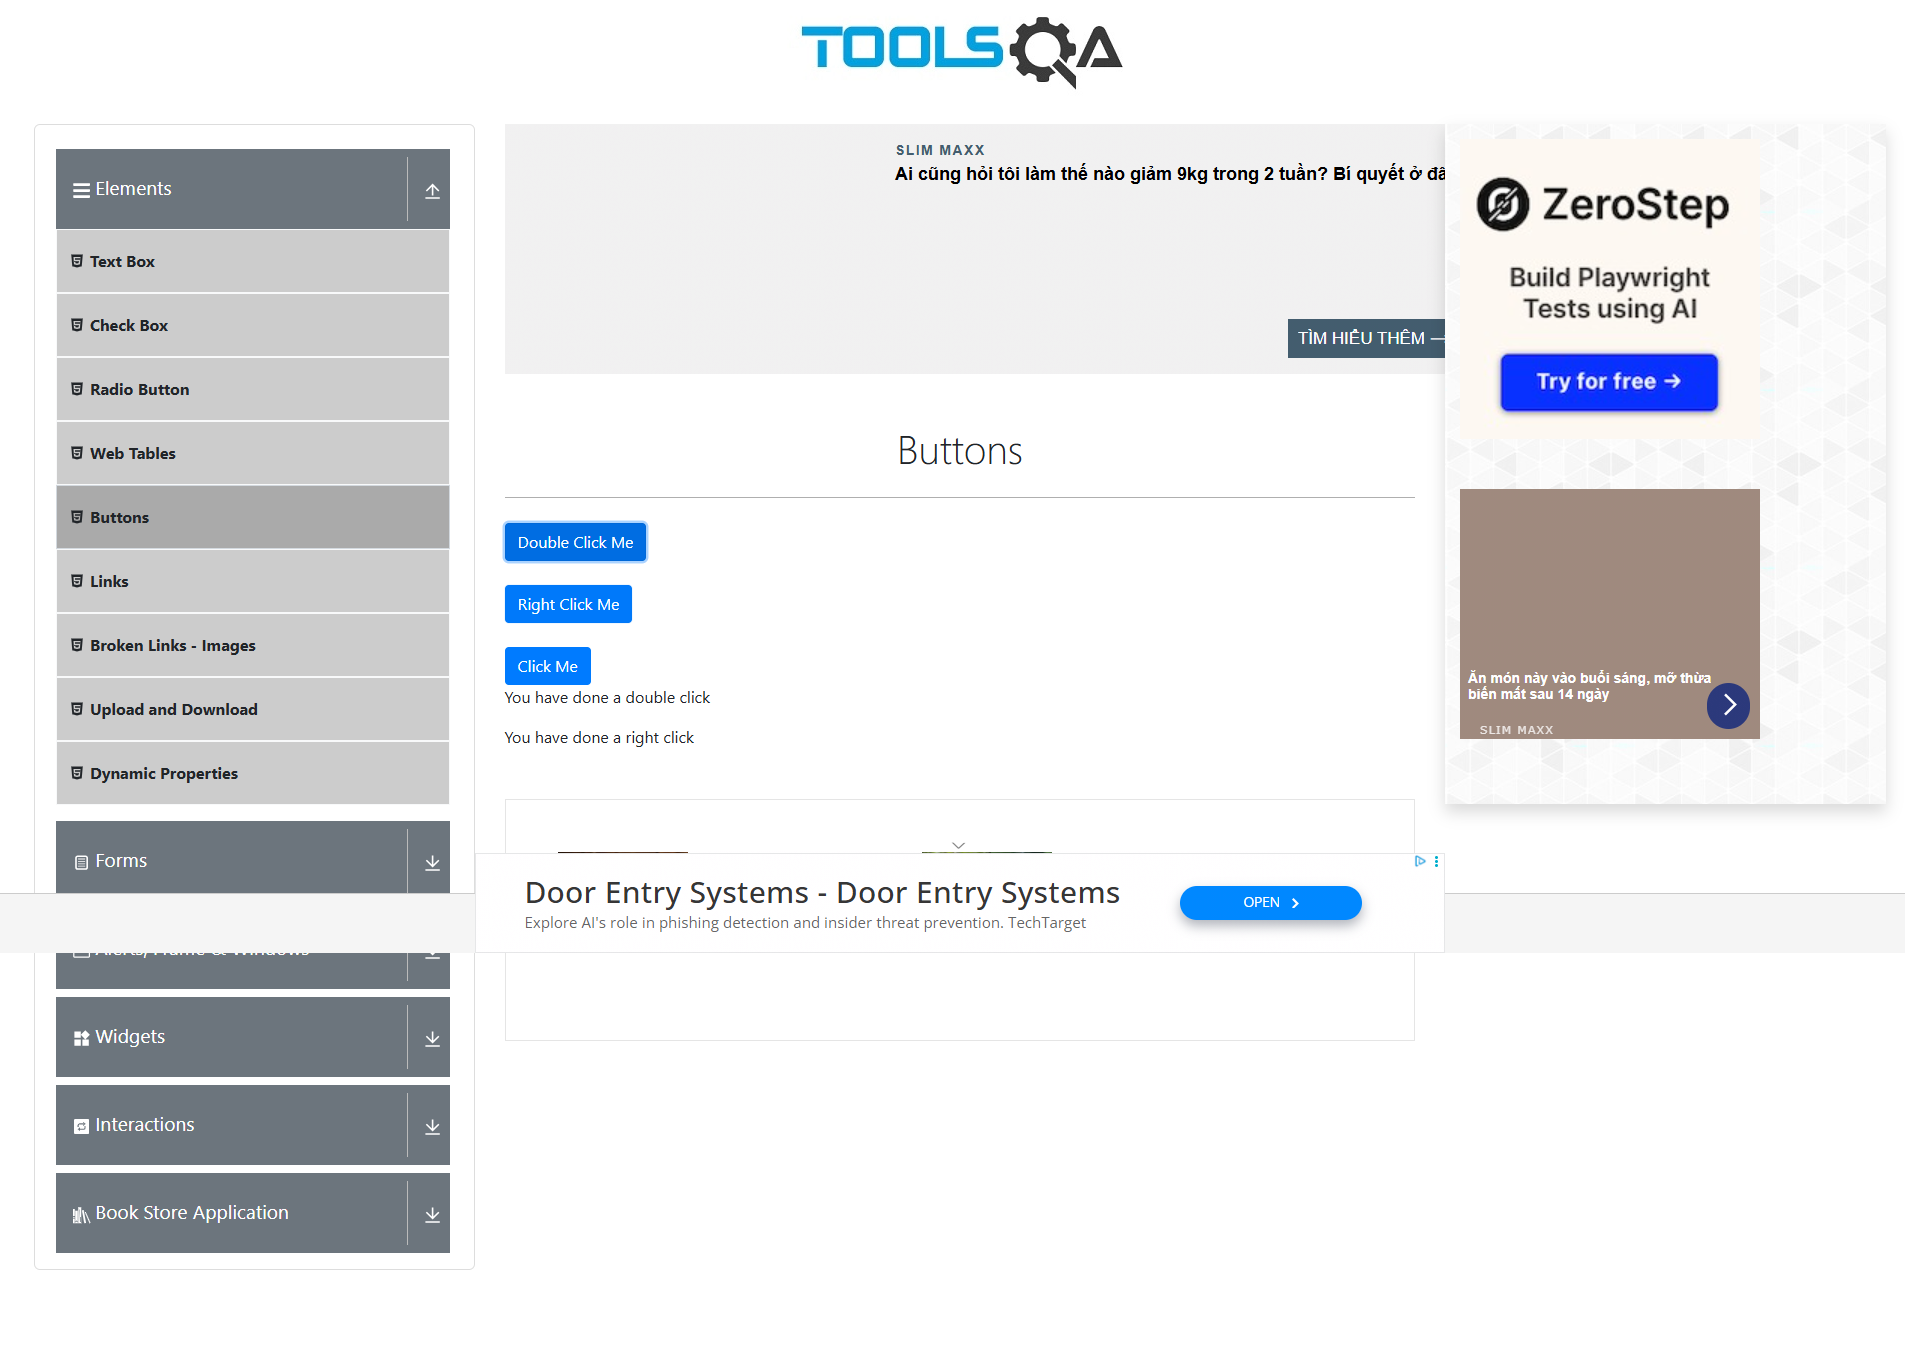 TOOLSQA
Elements
Text Box
Check Box
Radio Button
Web Tables
Buttons
Links
Broken Links - Images
Upload and Download
Dynamic Properties
Forms
Alerts, Frame & Windows
Widgets
Interactions
Book Store Application
SLIM MAXX
Ai cũng hỏi tôi làm thế nào giảm 9kg trong 2 tuần? Bí quyết ở đâ
TÌM HIỂU THÊM
Buttons
Double Click Me
Right Click Me
Click Me
You have done a double click
You have done a right click
Door Entry Systems - Door Entry Systems
Explore AI's role in phishing detection and insider threat prevention. TechTarget
OPEN
ZeroStep
Build Playwright
Tests using AI
Try for free →
Ăn món này vào buổi sáng, mỡ thừa
biến mất sau 14 ngày
SLIM MAXX